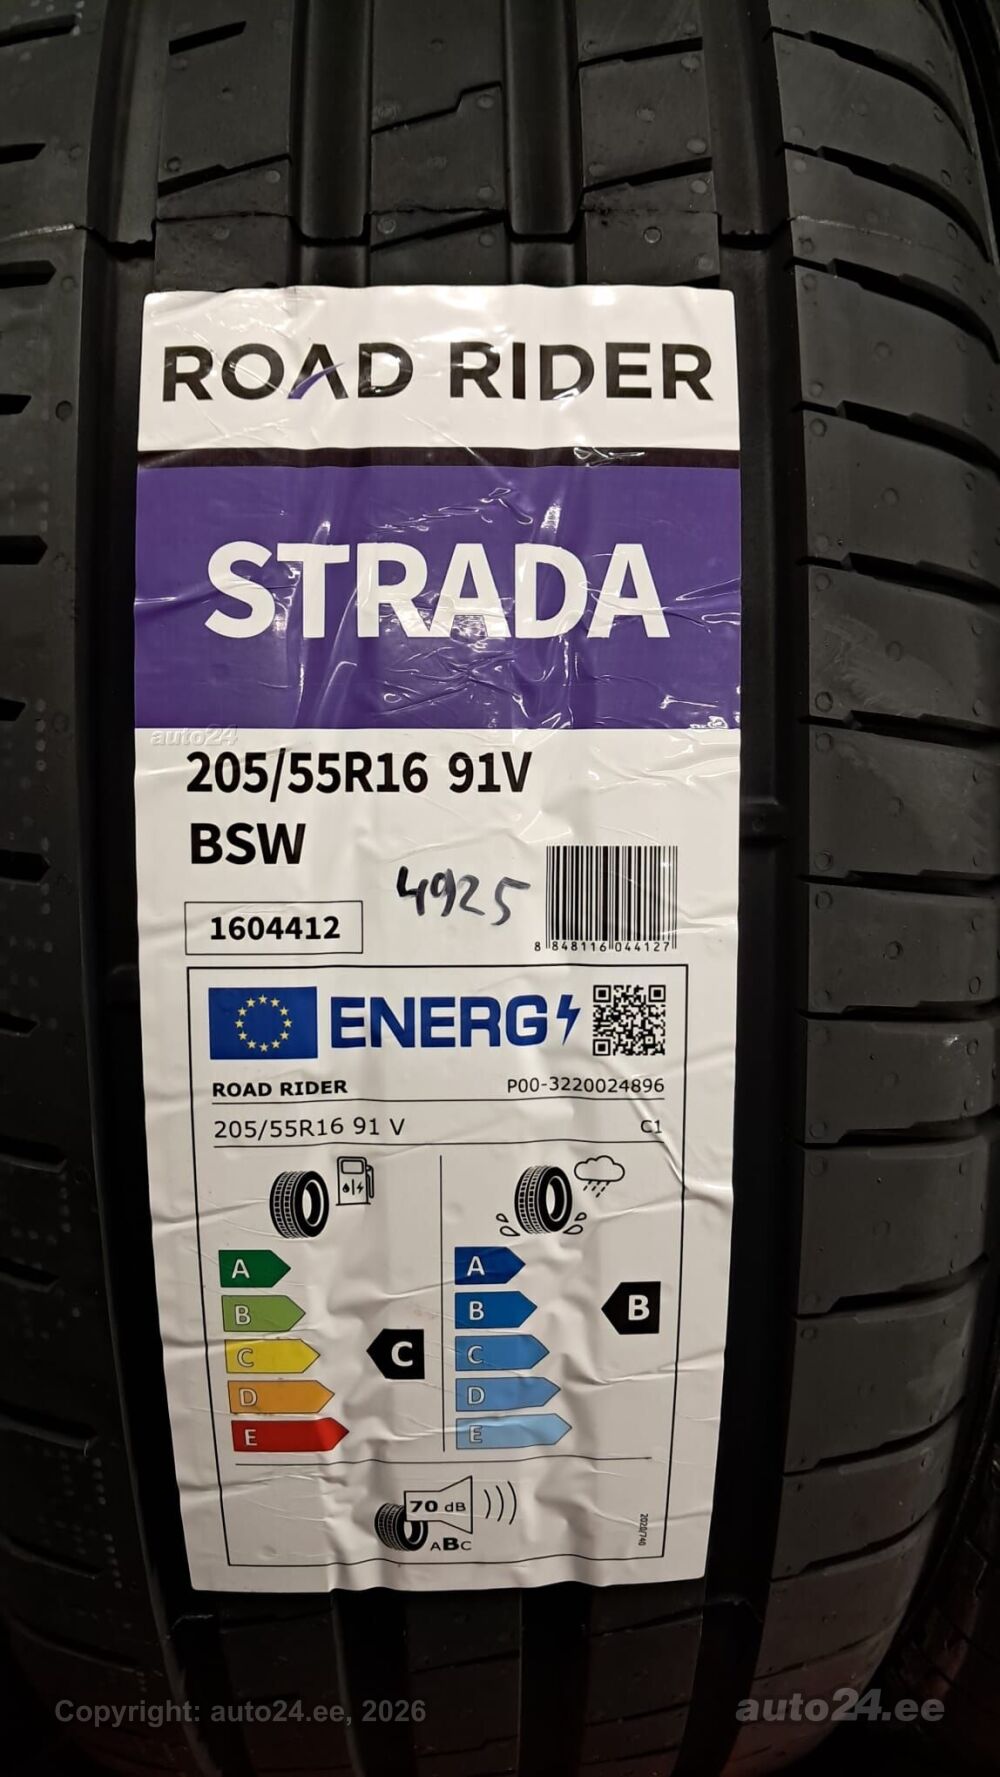 ROAD RIDER
STRADA
auto24
205/55R16 91V
BSW
4925
1604412
8 848116 044127
ENERG
ROAD RIDER P00-3220024896
205/55R16 91 V C1
A A
B B B
C C C
D D
E E
70 dB
ABC
2020/740
Copyright: auto24.ee, 2026 auto24.ee